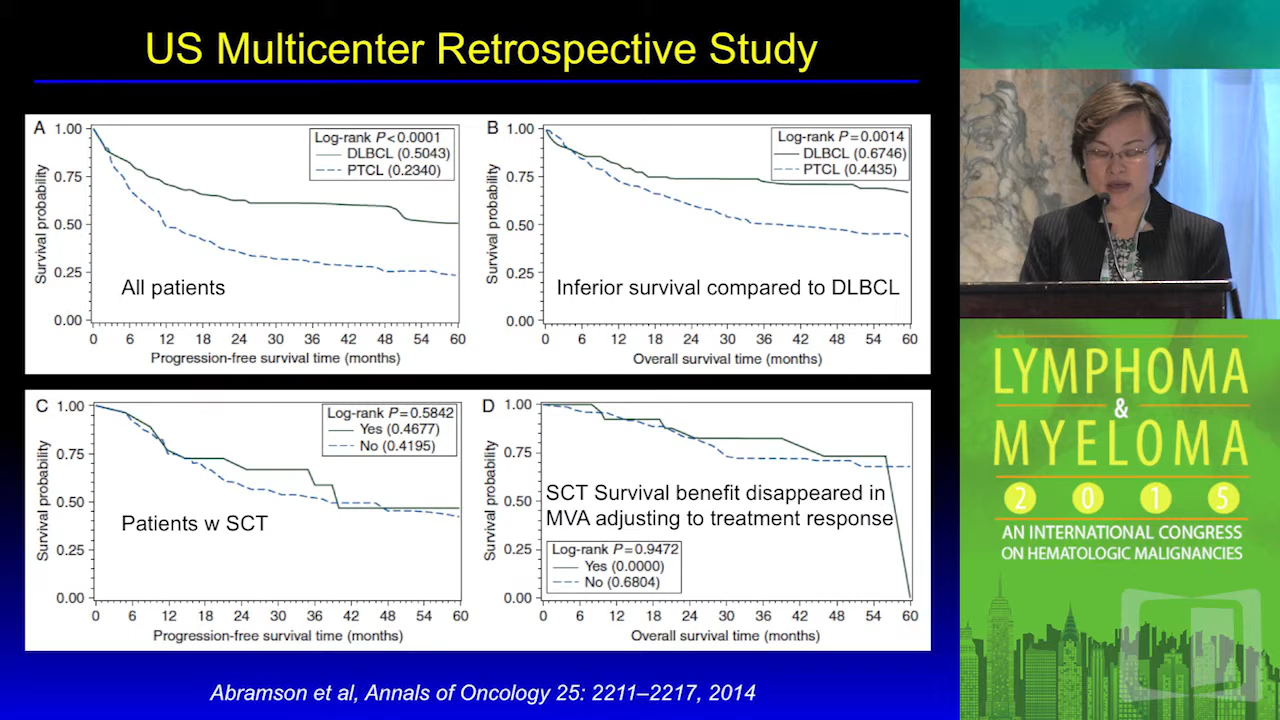 US Multicenter Retrospective Study
A
1.00
0.75
0.50
0.25
0.00
Survival probability
Log-rank P<0.0001
DLBCL (0.5043)
PTCL (0.2340)
All patients
0 6 12 18 24 30 36 42 48 54 60
Progression-free survival time (months)
B
1.00
0.75
0.50
0.25
0.00
Survival probability
Log-rank P=0.0014
DLBCL (0.6746)
PTCL (0.4435)
Inferior survival compared to DLBCL
0 6 12 18 24 30 36 42 48 54 60
Overall survival time (months)
C
1.00
0.75
0.50
0.25
0.00
Survival probability
Log-rank P=0.5842
Yes (0.4677)
No (0.4195)
Patients w SCT
0 6 12 18 24 30 36 42 48 54 60
Progression-free survival time (months)
D
1.00
0.75
0.50
0.25
0.00
Survival probability
SCT Survival benefit disappeared in
MVA adjusting to treatment response
Log-rank P=0.9472
Yes (0.0000)
No (0.6804)
0 6 12 18 24 30 36 42 48 54 60
Overall survival time (months)
Abramson et al, Annals of Oncology 25: 2211–2217, 2014
LYMPHOMA
&
MYELOMA
2 0 1 5
AN INTERNATIONAL CONGRESS
ON HEMATOLOGIC MALIGNANCIES